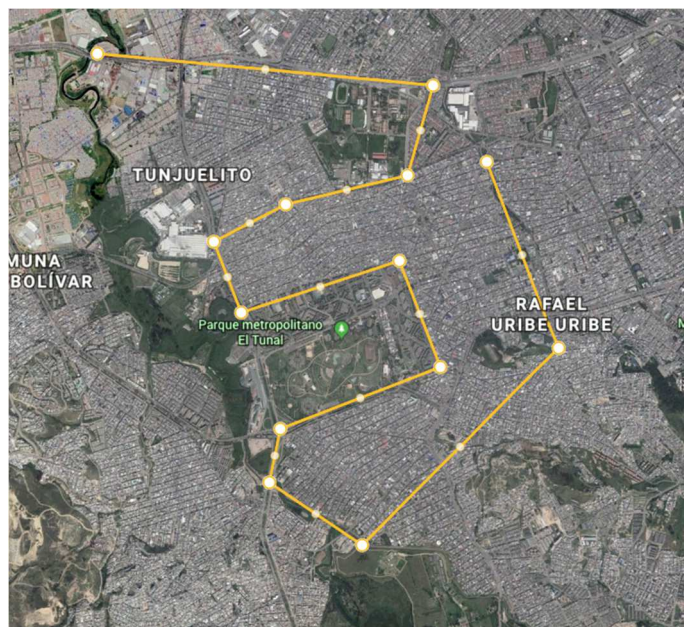 TUNJUELITO
MUNA
BOLÍVAR
RAFAEL
URIBE URIBE
Parque metropolitano
El Tunal
M